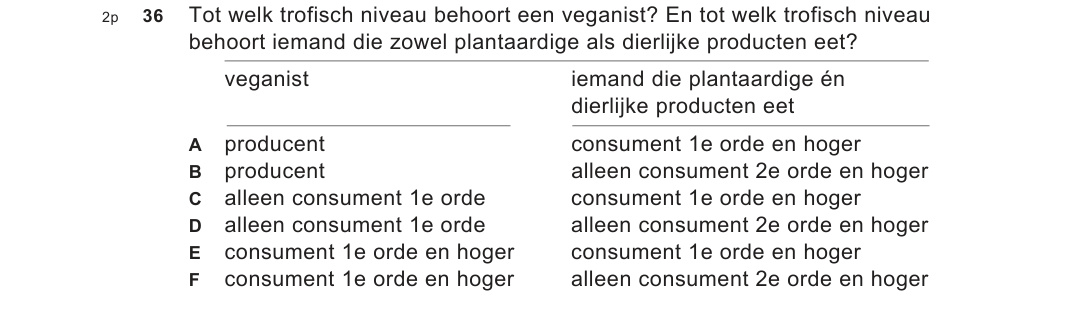 2p 36 Tot welk trofisch niveau behoort een veganist? En tot welk trofisch niveau
behoort iemand die zowel plantaardige als dierlijke producten eet?
veganist iemand die plantaardige én
dierlijke producten eet
A producent consument 1e orde en hoger
B producent alleen consument 2e orde en hoger
C alleen consument 1e orde consument 1e orde en hoger
D alleen consument 1e orde alleen consument 2e orde en hoger
E consument 1e orde en hoger consument 1e orde en hoger
F consument 1e orde en hoger alleen consument 2e orde en hoger